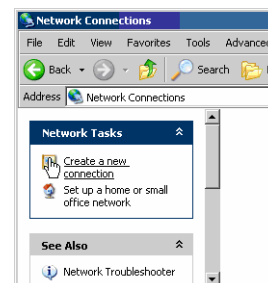 Network Connections
File Edit View Favorites Tools Advanced
Back Search
Address Network Connections
Network Tasks
Create a new
connection
Set up a home or small
office network
See Also
Network Troubleshooter